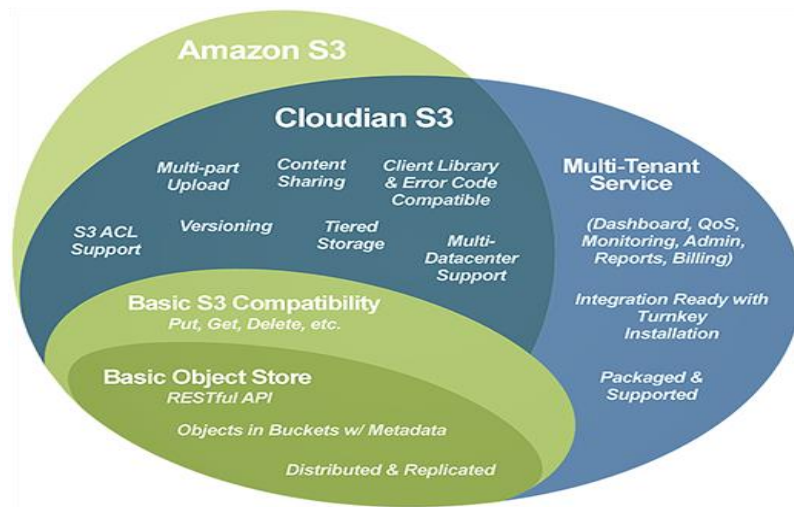 Amazon S3
Cloudian S3
Multi-part
Upload
Content
Sharing
Client Library
& Error Code
Compatible
S3 ACL
Support
Versioning
Tiered
Storage
Multi-
Datacenter
Support
Multi-Tenant
Service
(Dashboard, QoS,
Monitoring, Admin,
Reports, Billing)
Integration Ready with
Turnkey
Installation
Packaged &
Supported
Basic S3 Compatibility
Put, Get, Delete, etc.
Basic Object Store
RESTful API
Objects in Buckets w/ Metadata
Distributed & Replicated